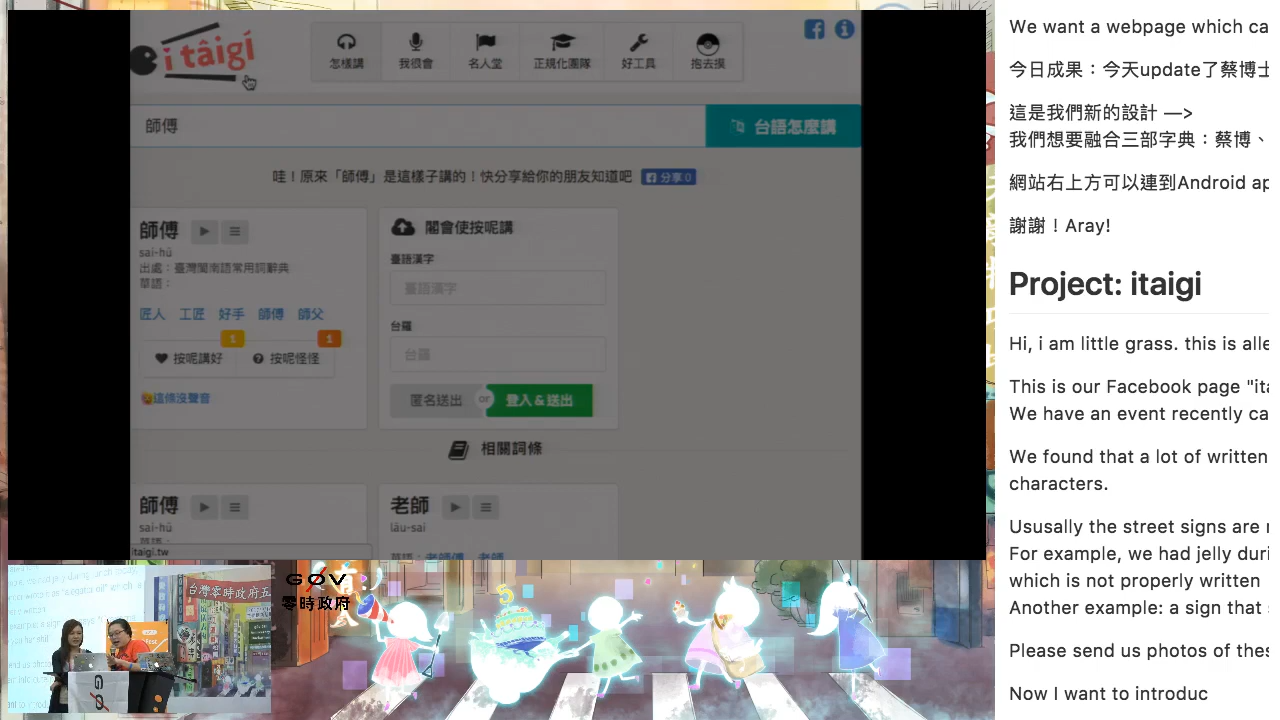 i tâigí
怎樣講
我很會
名人堂
正規化團隊
好工具
抱去摸
師傅
台語怎麼講
哇！原來「師傅」是這樣子講的！快分享給你的朋友知道吧
分享 0
師傅
sai-hū
出處：臺灣閩南語常用詞辭典
華語：
匠人 工匠 好手 師傅 師父
1
按呢講好
1
按呢怪怪
這條沒聲音
閣會使按呢講
臺語漢字
臺語漢字
台羅
台羅
匿名送出
or
登入＆送出
相關詞條
師傅
sai-hū
老師
lāu-sai
itaigi.tw
We want a webpage which ca
今日成果：今天update了蔡博士
這是我們新的設計 —>
我們想要融合三部字典：蔡博、
網站右上方可以連到Android ap
謝謝！Aray!
Project: itaigi
Hi, i am little grass. this is alle
This is our Facebook page "ita
We have an event recently ca
We found that a lot of written
characters.
Ususally the street signs are r
For example, we had jelly duri
which is not properly written
Another example: a sign that s
Please send us photos of thes
Now I want to introduc
G0V
零時政府
台灣零時政府五
5